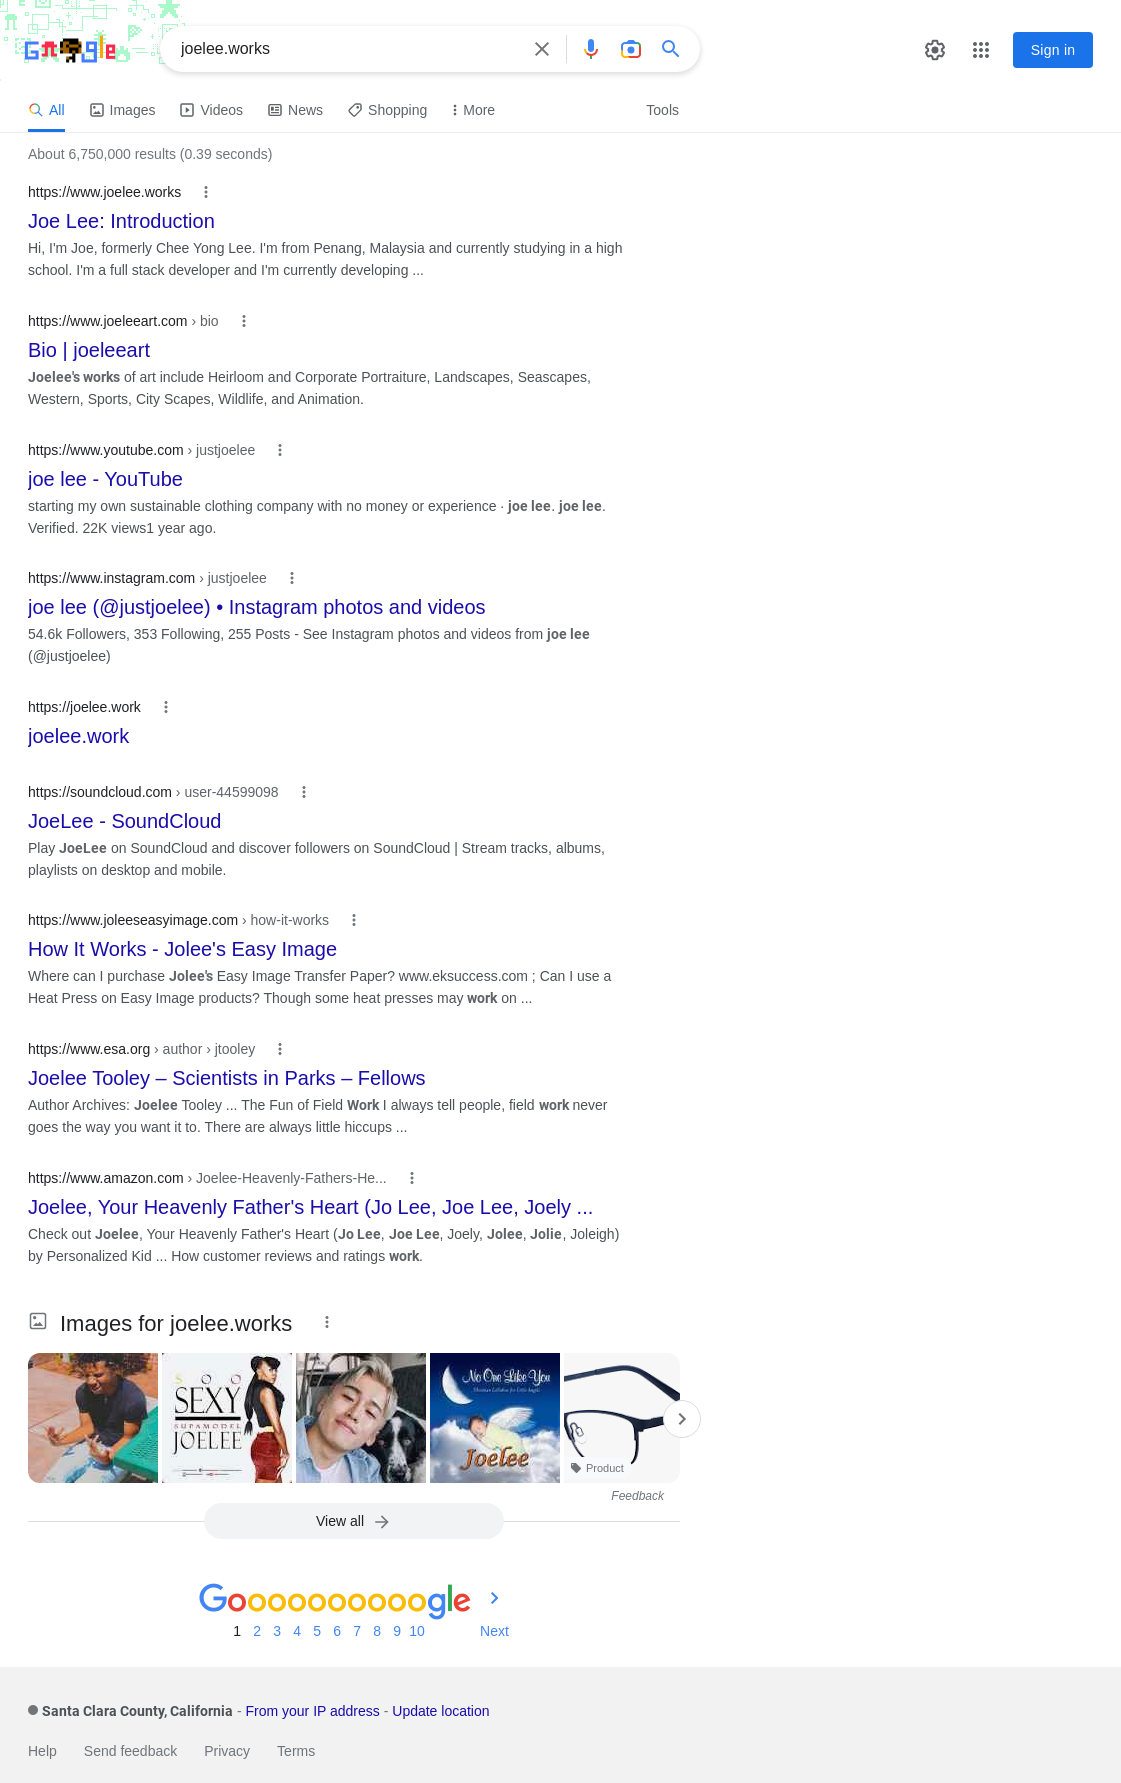 Google
joelee.works
Sign in
All
Images
Videos
News
Shopping
More
Tools
About 6,750,000 results (0.39 seconds)
https://www.joelee.works
Joe Lee: Introduction
Hi, I'm Joe, formerly Chee Yong Lee. I'm from Penang, Malaysia and currently studying in a high
school. I'm a full stack developer and I'm currently developing ...
https://www.joeleeart.com › bio
Bio | joeleeart
Joelee's works of art include Heirloom and Corporate Portraiture, Landscapes, Seascapes,
Western, Sports, City Scapes, Wildlife, and Animation.
https://www.youtube.com › justjoelee
joe lee - YouTube
starting my own sustainable clothing company with no money or experience · joe lee. joe lee.
Verified. 22K views1 year ago.
https://www.instagram.com › justjoelee
joe lee (@justjoelee) • Instagram photos and videos
54.6k Followers, 353 Following, 255 Posts - See Instagram photos and videos from joe lee
(@justjoelee)
https://joelee.work
joelee.work
https://soundcloud.com › user-44599098
JoeLee - SoundCloud
Play JoeLee on SoundCloud and discover followers on SoundCloud | Stream tracks, albums,
playlists on desktop and mobile.
https://www.joleeseasyimage.com › how-it-works
How It Works - Jolee's Easy Image
Where can I purchase Jolee's Easy Image Transfer Paper? www.eksuccess.com ; Can I use a
Heat Press on Easy Image products? Though some heat presses may work on ...
https://www.esa.org › author › jtooley
Joelee Tooley – Scientists in Parks – Fellows
Author Archives: Joelee Tooley ... The Fun of Field Work I always tell people, field work never
goes the way you want it to. There are always little hiccups ...
https://www.amazon.com › Joelee-Heavenly-Fathers-He...
Joelee, Your Heavenly Father's Heart (Jo Lee, Joe Lee, Joely ...
Check out Joelee, Your Heavenly Father's Heart (Jo Lee, Joe Lee, Joely, Jolee, Jolie, Joleigh)
by Personalized Kid ... How customer reviews and ratings work.
Images for joelee.works
SOO
SEXY
SUPAMODEL
JOELEE
No One Like You
Joelee
Product
Feedback
View all
Goooooooooogle
1 2 3 4 5 6 7 8 9 10 Next
Santa Clara County, California - From your IP address - Update location
Help
Send feedback
Privacy
Terms